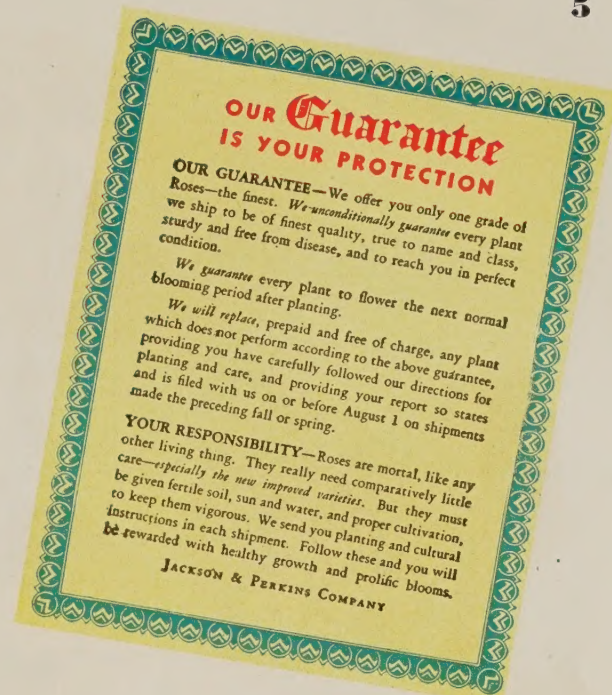 5
OUR Guarantee
IS YOUR PROTECTION
OUR GUARANTEE—We offer you only one grade of
Roses—the finest. We unconditionally guarantee every plant
we ship to be of finest quality, true to name and class,
sturdy and free from disease, and to reach you in perfect
condition.
We guarantee every plant to flower the next normal
blooming period after planting.
We will replace, prepaid and free of charge, any plant
which does not perform according to the above guarantee,
providing you have carefully followed our directions for
planting and care, and providing your report so states
and is filed with us on or before August 1 on shipments
made the preceding fall or spring.
YOUR RESPONSIBILITY—Roses are mortal, like any
other living thing. They really need comparatively little
care—especially the new improved varieties. But they must
be given fertile soil, sun and water, and proper cultivation,
to keep them vigorous. We send you planting and cultural
instructions in each shipment. Follow these and you will
be rewarded with healthy growth and prolific blooms.
JACKSON & PERKINS COMPANY